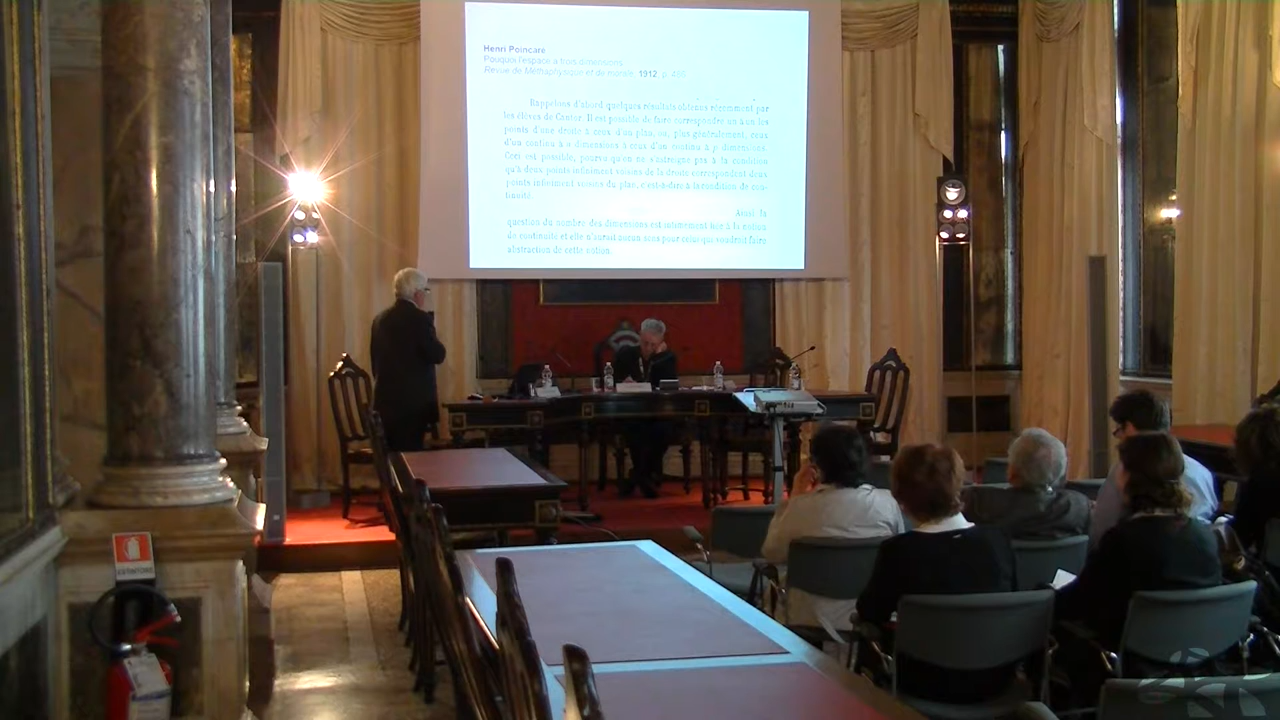 Henri Poincare
Pouquoi l'espace a trois dimensions
Revue de Méthaphysique et de morale, 1912, p. 485
Rappelons d'abord quelques résultats obtenus récemment par
les élèves de Cantor. Il est possible de faire correspondre un à un les
points d'une droite à ceux d'un plan, ou, plus généralement, ceux
d'un continu à n dimensions à ceux d'un continu à p dimensions.
Ceci est possible, pourvu qu'on ne s'astreigne pas à la condition
qu'à deux points infiniment voisins de la droite correspondent deux
points infiniment voisins du plan, c'est-à-dire à la condition de con-
tinuité.
Ainsi la
question du nombre des dimensions est intimement liée à la notion
de continuité et elle n'aurait aucun sens pour celui qui voudrait faire
abstraction de cette notion.